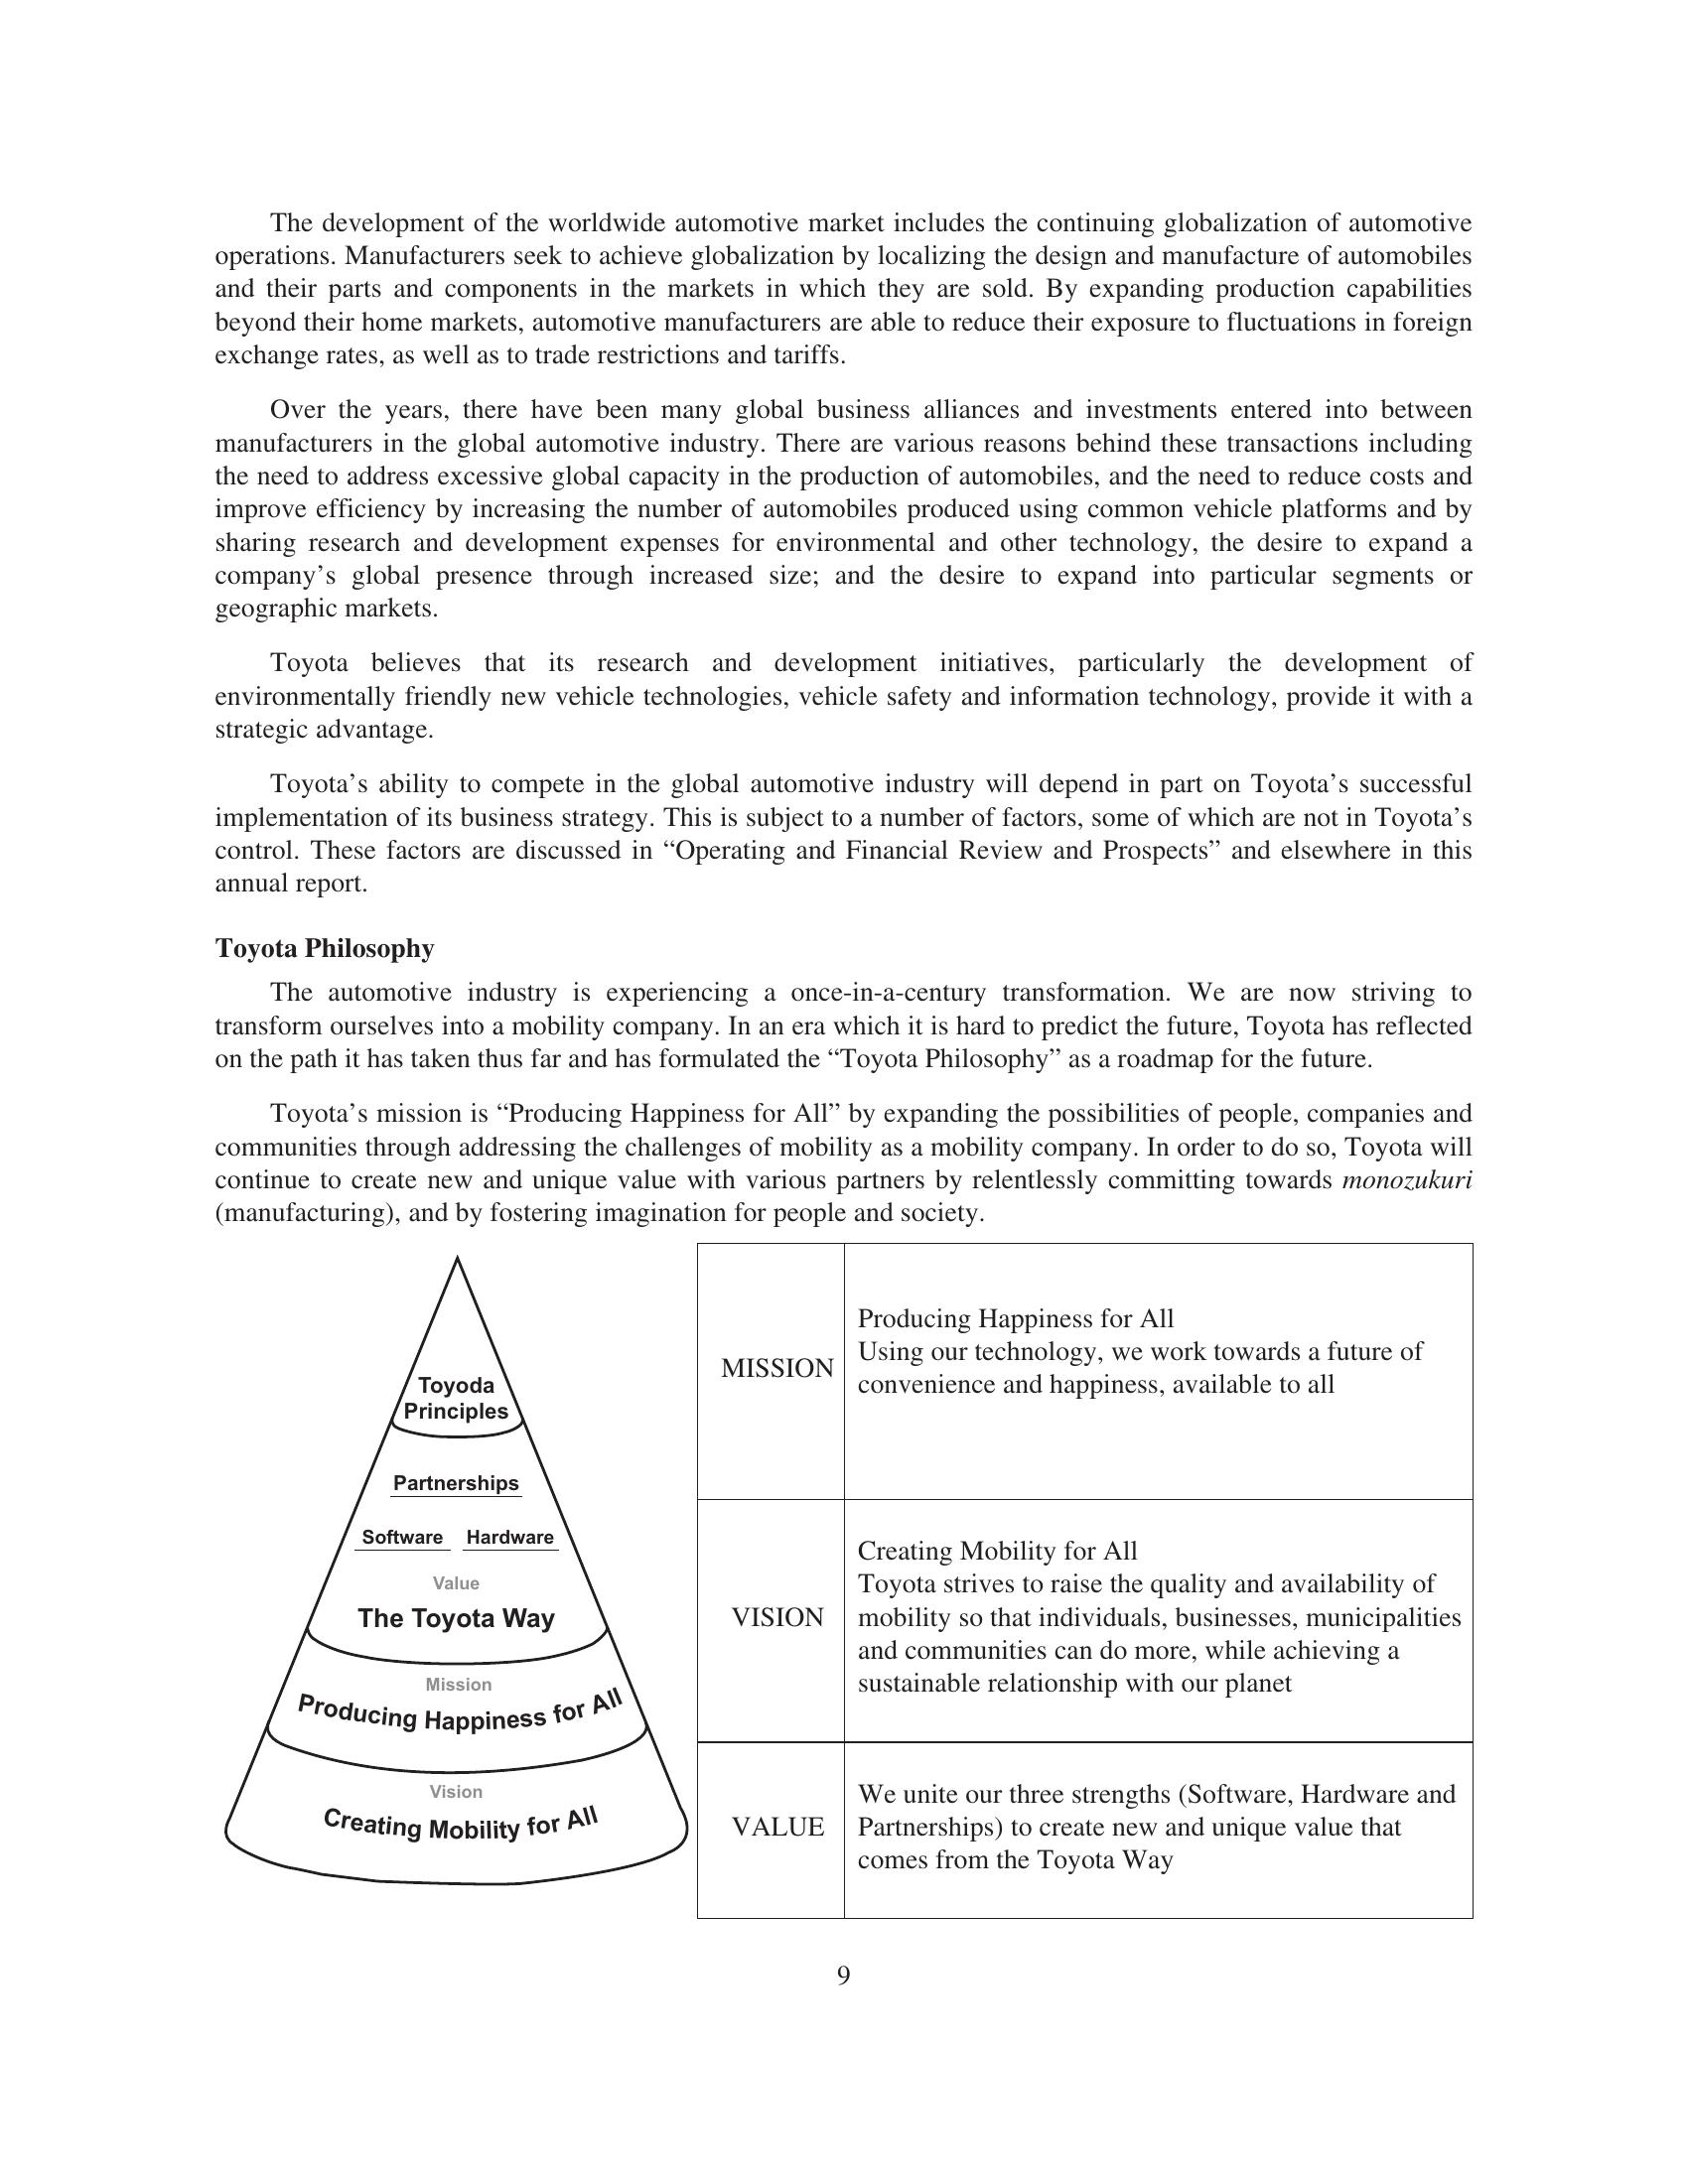 The development of the worldwide automotive market includes the continuing globalization of automotive
operations. Manufacturers seek to achieve globalization by localizing the design and manufacture of automobiles
and their parts and components in the markets in which they are sold. By expanding production capabilities
beyond their home markets, automotive manufacturers are able to reduce their exposure to fluctuations in foreign
exchange rates, as well as to trade restrictions and tariffs.
Over the years, there have been many global business alliances and investments entered into between
manufacturers in the global automotive industry. There are various reasons behind these transactions including
the need to address excessive global capacity in the production of automobiles, and the need to reduce costs and
improve efficiency by increasing the number of automobiles produced using common vehicle platforms and by
sharing research and development expenses for environmental and other technology, the desire to expand a
company’s global presence through increased size; and the desire to expand into particular segments or
geographic markets.
Toyota believes that its research and development initiatives, particularly the development of
environmentally friendly new vehicle technologies, vehicle safety and information technology, provide it with a
strategic advantage.
Toyota’s ability to compete in the global automotive industry will depend in part on Toyota’s successful
implementation of its business strategy. This is subject to a number of factors, some of which are not in Toyota’s
control. These factors are discussed in “Operating and Financial Review and Prospects” and elsewhere in this
annual report.
Toyota Philosophy
The automotive industry is experiencing a once-in-a-century transformation. We are now striving to
transform ourselves into a mobility company. In an era which it is hard to predict the future, Toyota has reflected
on the path it has taken thus far and has formulated the “Toyota Philosophy” as a roadmap for the future.
Toyota’s mission is “Producing Happiness for All” by expanding the possibilities of people, companies and
communities through addressing the challenges of mobility as a mobility company. In order to do so, Toyota will
continue to create new and unique value with various partners by relentlessly committing towards monozukuri
(manufacturing), and by fostering imagination for people and society.
Toyoda
Principles
Partnerships
Software Hardware
Value
The Toyota Way
Mission
Producing Happiness for All
Vision
Creating Mobility for All
MISSION
Producing Happiness for All
Using our technology, we work towards a future of
convenience and happiness, available to all
VISION
Creating Mobility for All
Toyota strives to raise the quality and availability of
mobility so that individuals, businesses, municipalities
and communities can do more, while achieving a
sustainable relationship with our planet
VALUE
We unite our three strengths (Software, Hardware and
Partnerships) to create new and unique value that
comes from the Toyota Way
9